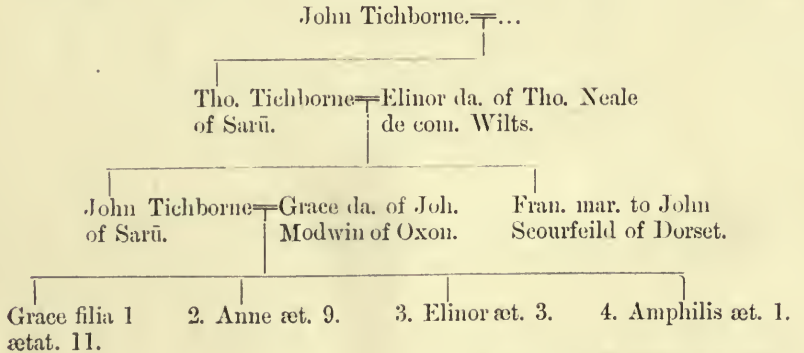 John Tichborne.=...
Tho. Tichborne=Elinor da. of Tho. Neale
of Sarū. de com. Wilts.
John Tichborne=Grace da. of Joh. Fran. mar. to John
of Sarū. Modwin of Oxon. Scourfeild of Dorset.
Grace filia 1 2. Anne æt. 9. 3. Elinor æt. 3. 4. Amphilis æt. 1.
ætat. 11.